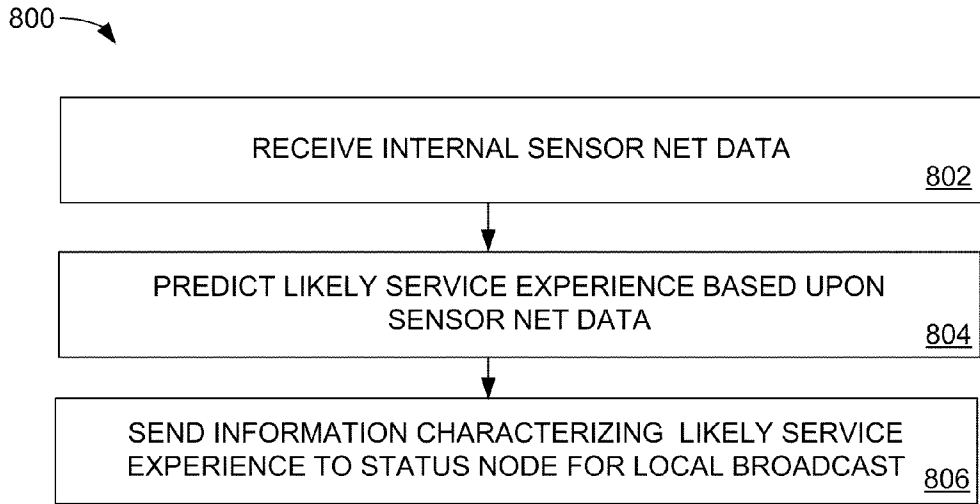 800
RECEIVE INTERNAL SENSOR NET DATA
802
PREDICT LIKELY SERVICE EXPERIENCE BASED UPON
SENSOR NET DATA
804
SEND INFORMATION CHARACTERIZING LIKELY SERVICE
EXPERIENCE TO STATUS NODE FOR LOCAL BROADCAST
806